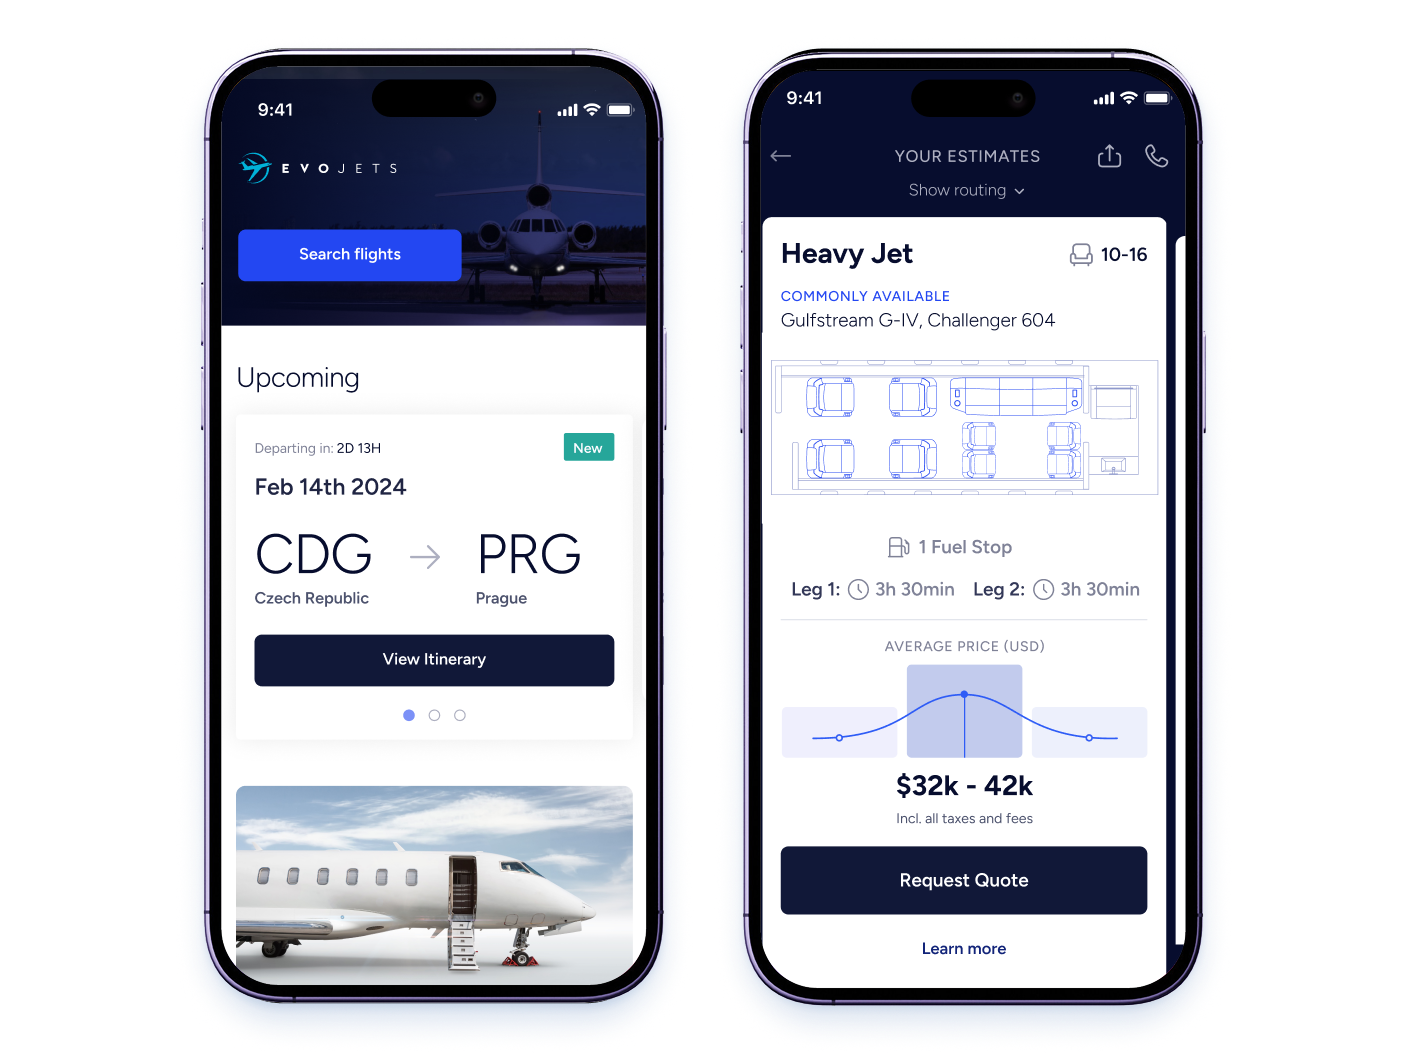 9:41
EVOJETS
Search flights
Upcoming
Departing in: 2D 13H
New
Feb 14th 2024
CDG
PRG
Czech Republic
Prague
View Itinerary
9:41
YOUR ESTIMATES
Show routing
Heavy Jet
10-16
COMMONLY AVAILABLE
Gulfstream G-IV, Challenger 604
1 Fuel Stop
Leg 1: 3h 30min Leg 2: 3h 30min
AVERAGE PRICE (USD)
$32k - 42k
Incl. all taxes and fees
Request Quote
Learn more